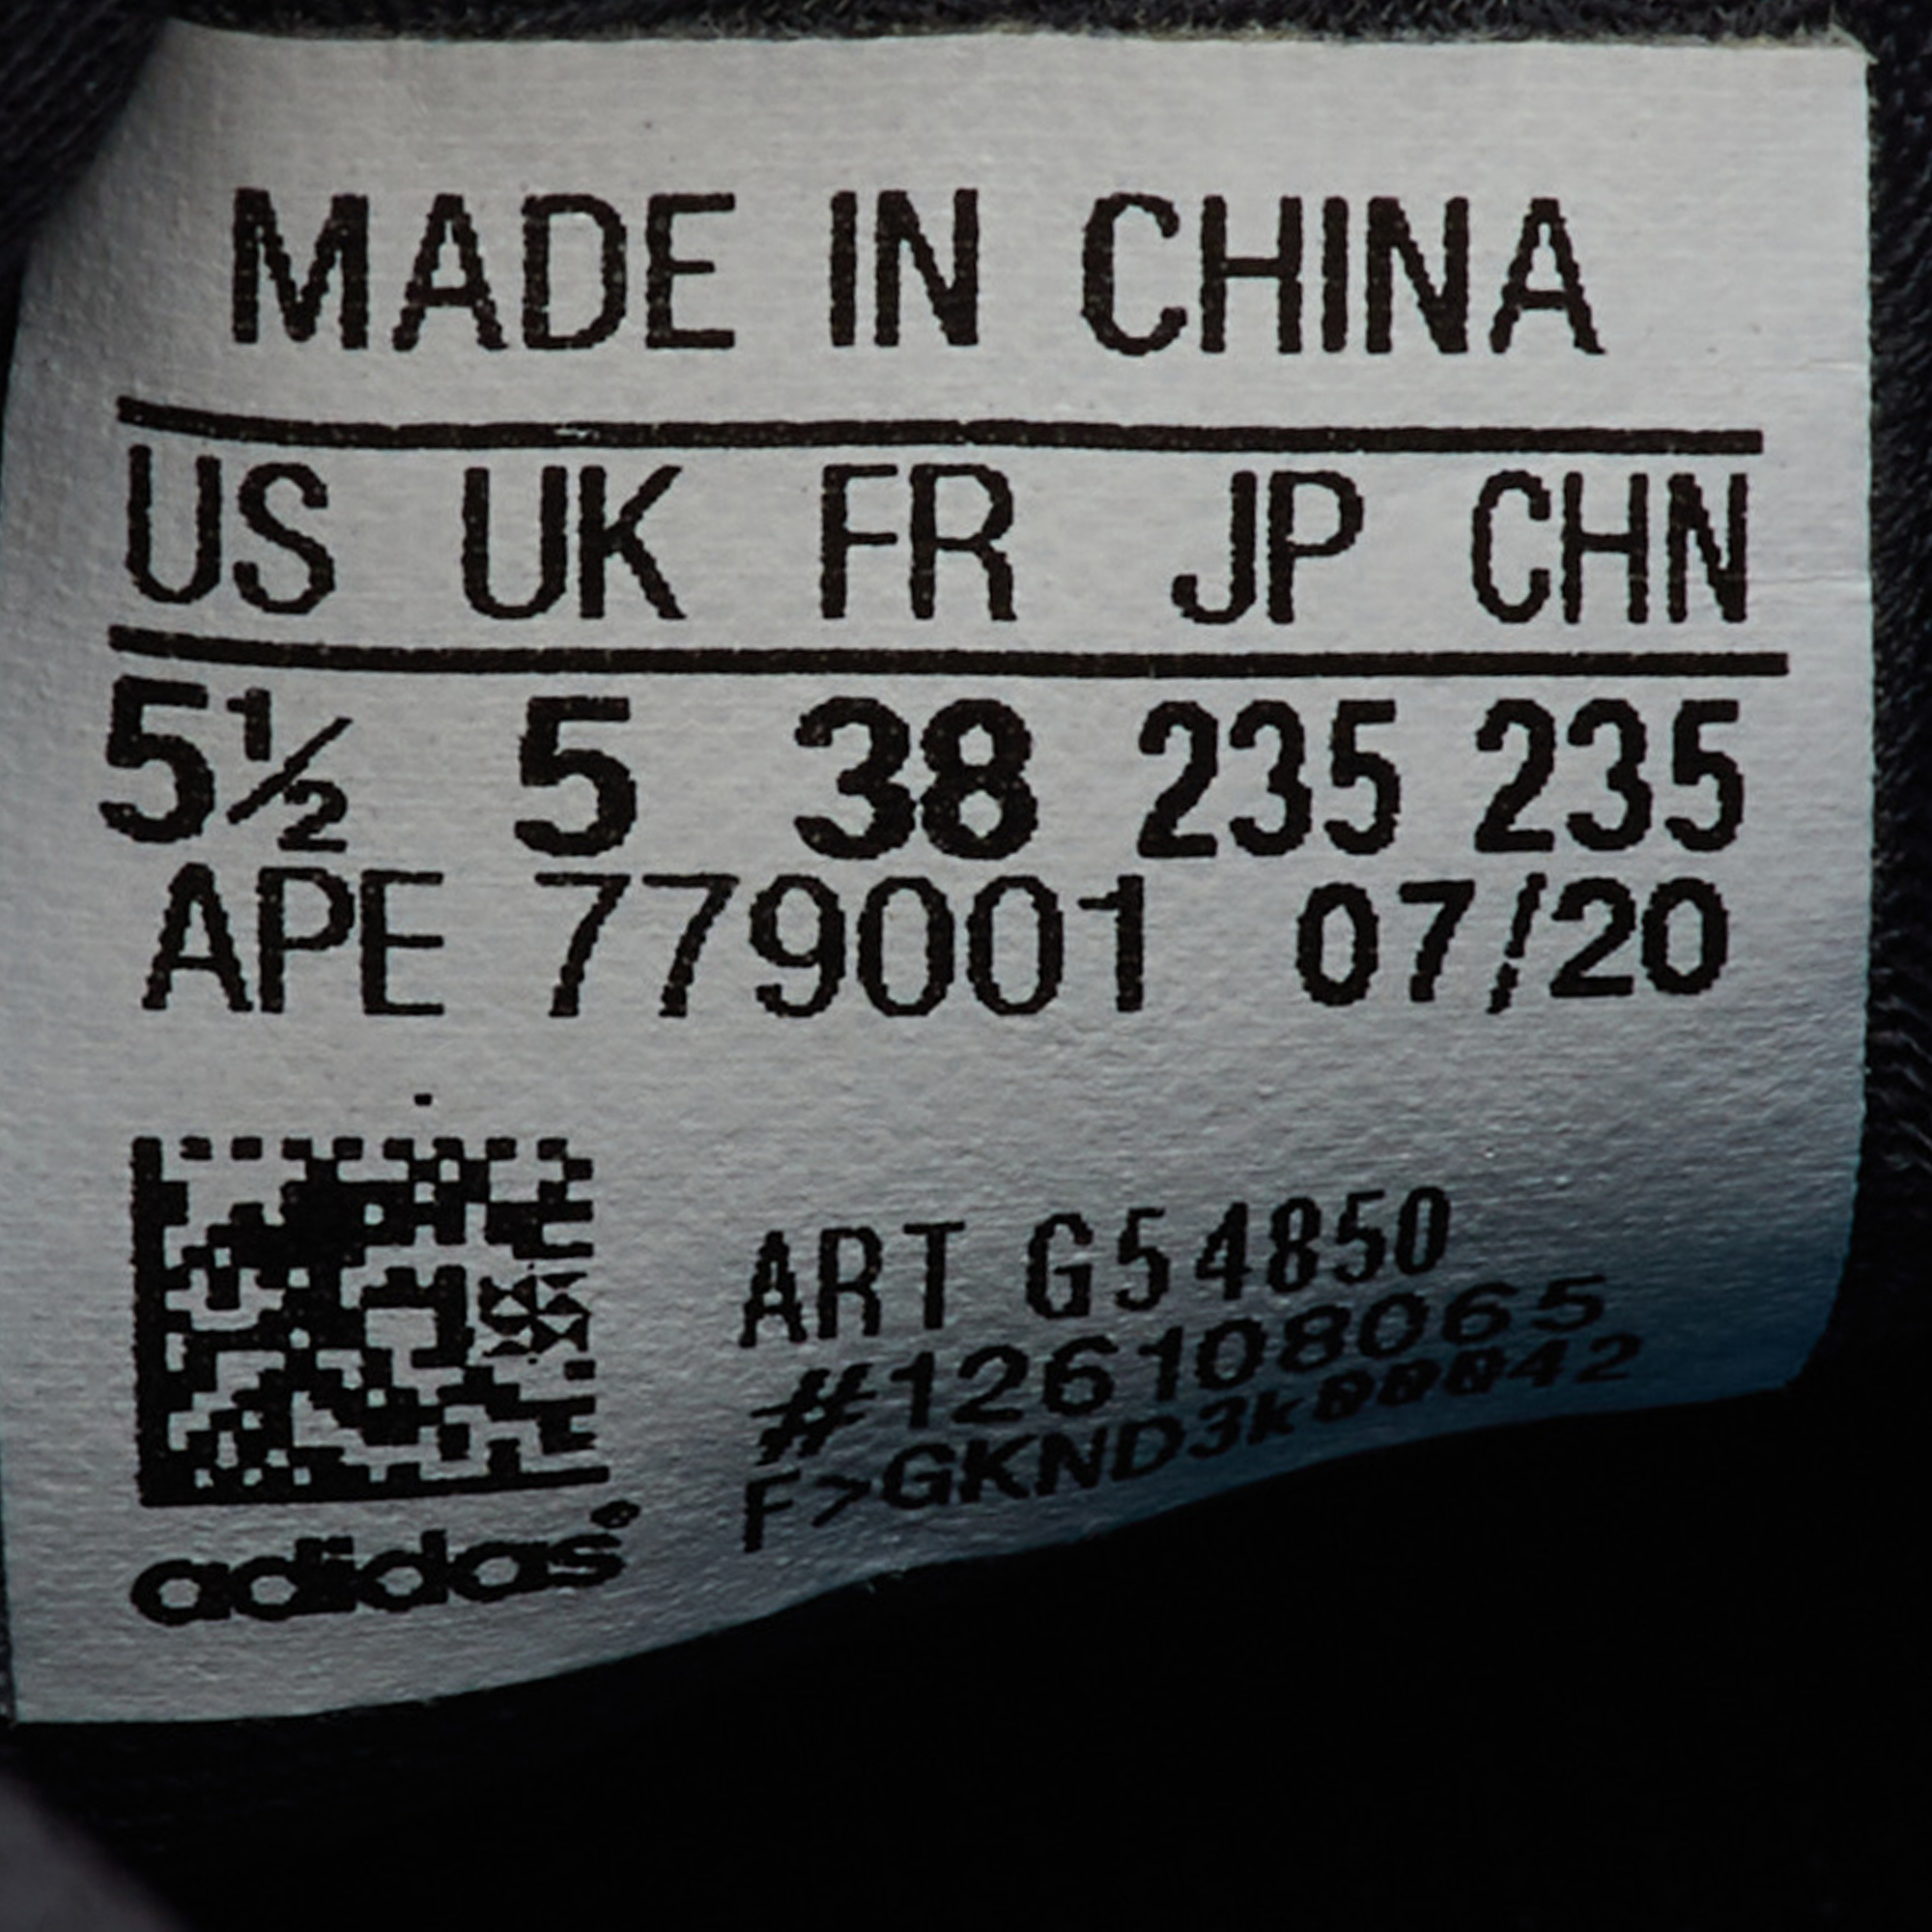 MADE IN CHINA
US UK FR JP CHN
5½ 5 38 235 235
APE 779001 07/20
ART G54850
#126108065
F>GKND3k00042
adidas®